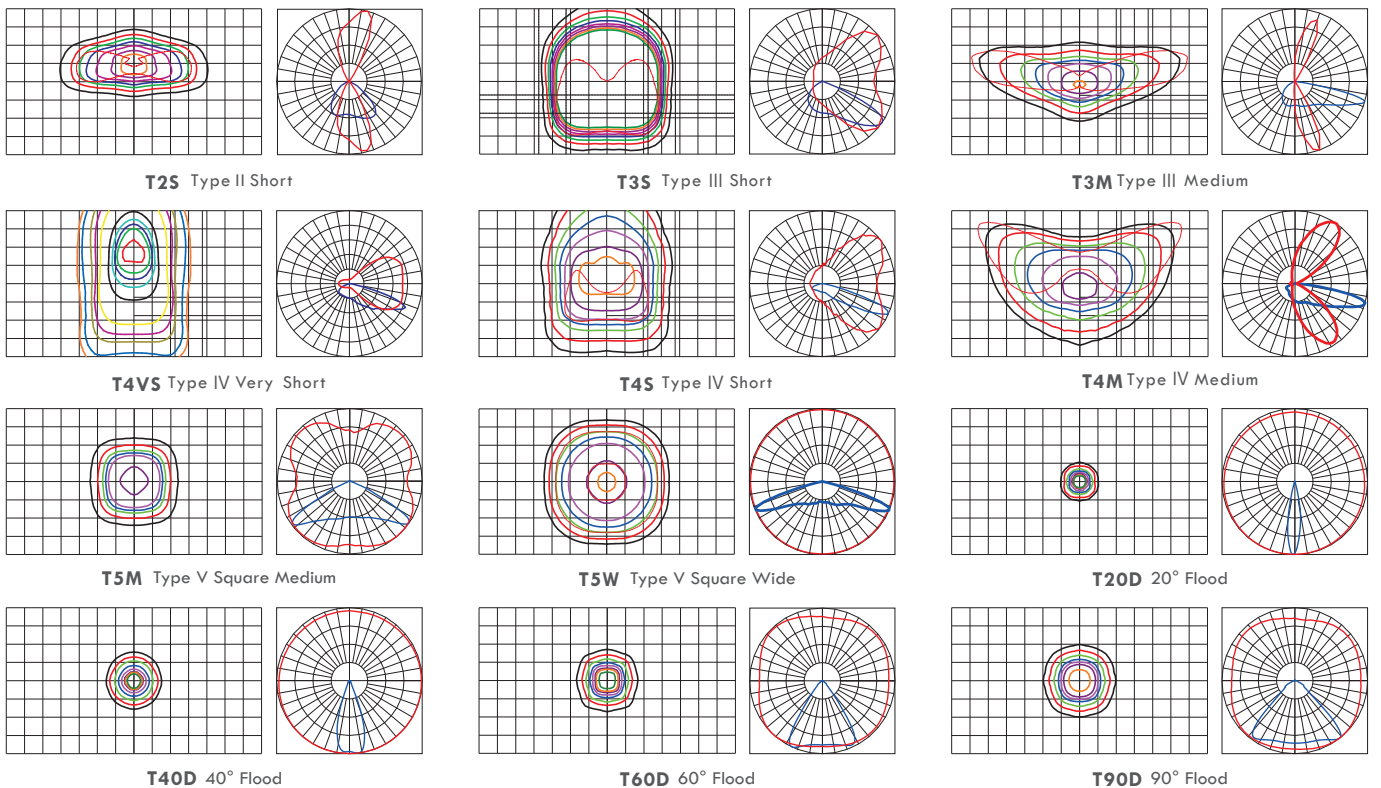 T2S Type II Short
T3S Type III Short
T3M Type III Medium
T4VS Type IV Very Short
T4S Type IV Short
T4M Type IV Medium
T5M Type V Square Medium
T5W Type V Square Wide
T20D 20° Flood
T40D 40° Flood
T60D 60° Flood
T90D 90° Flood